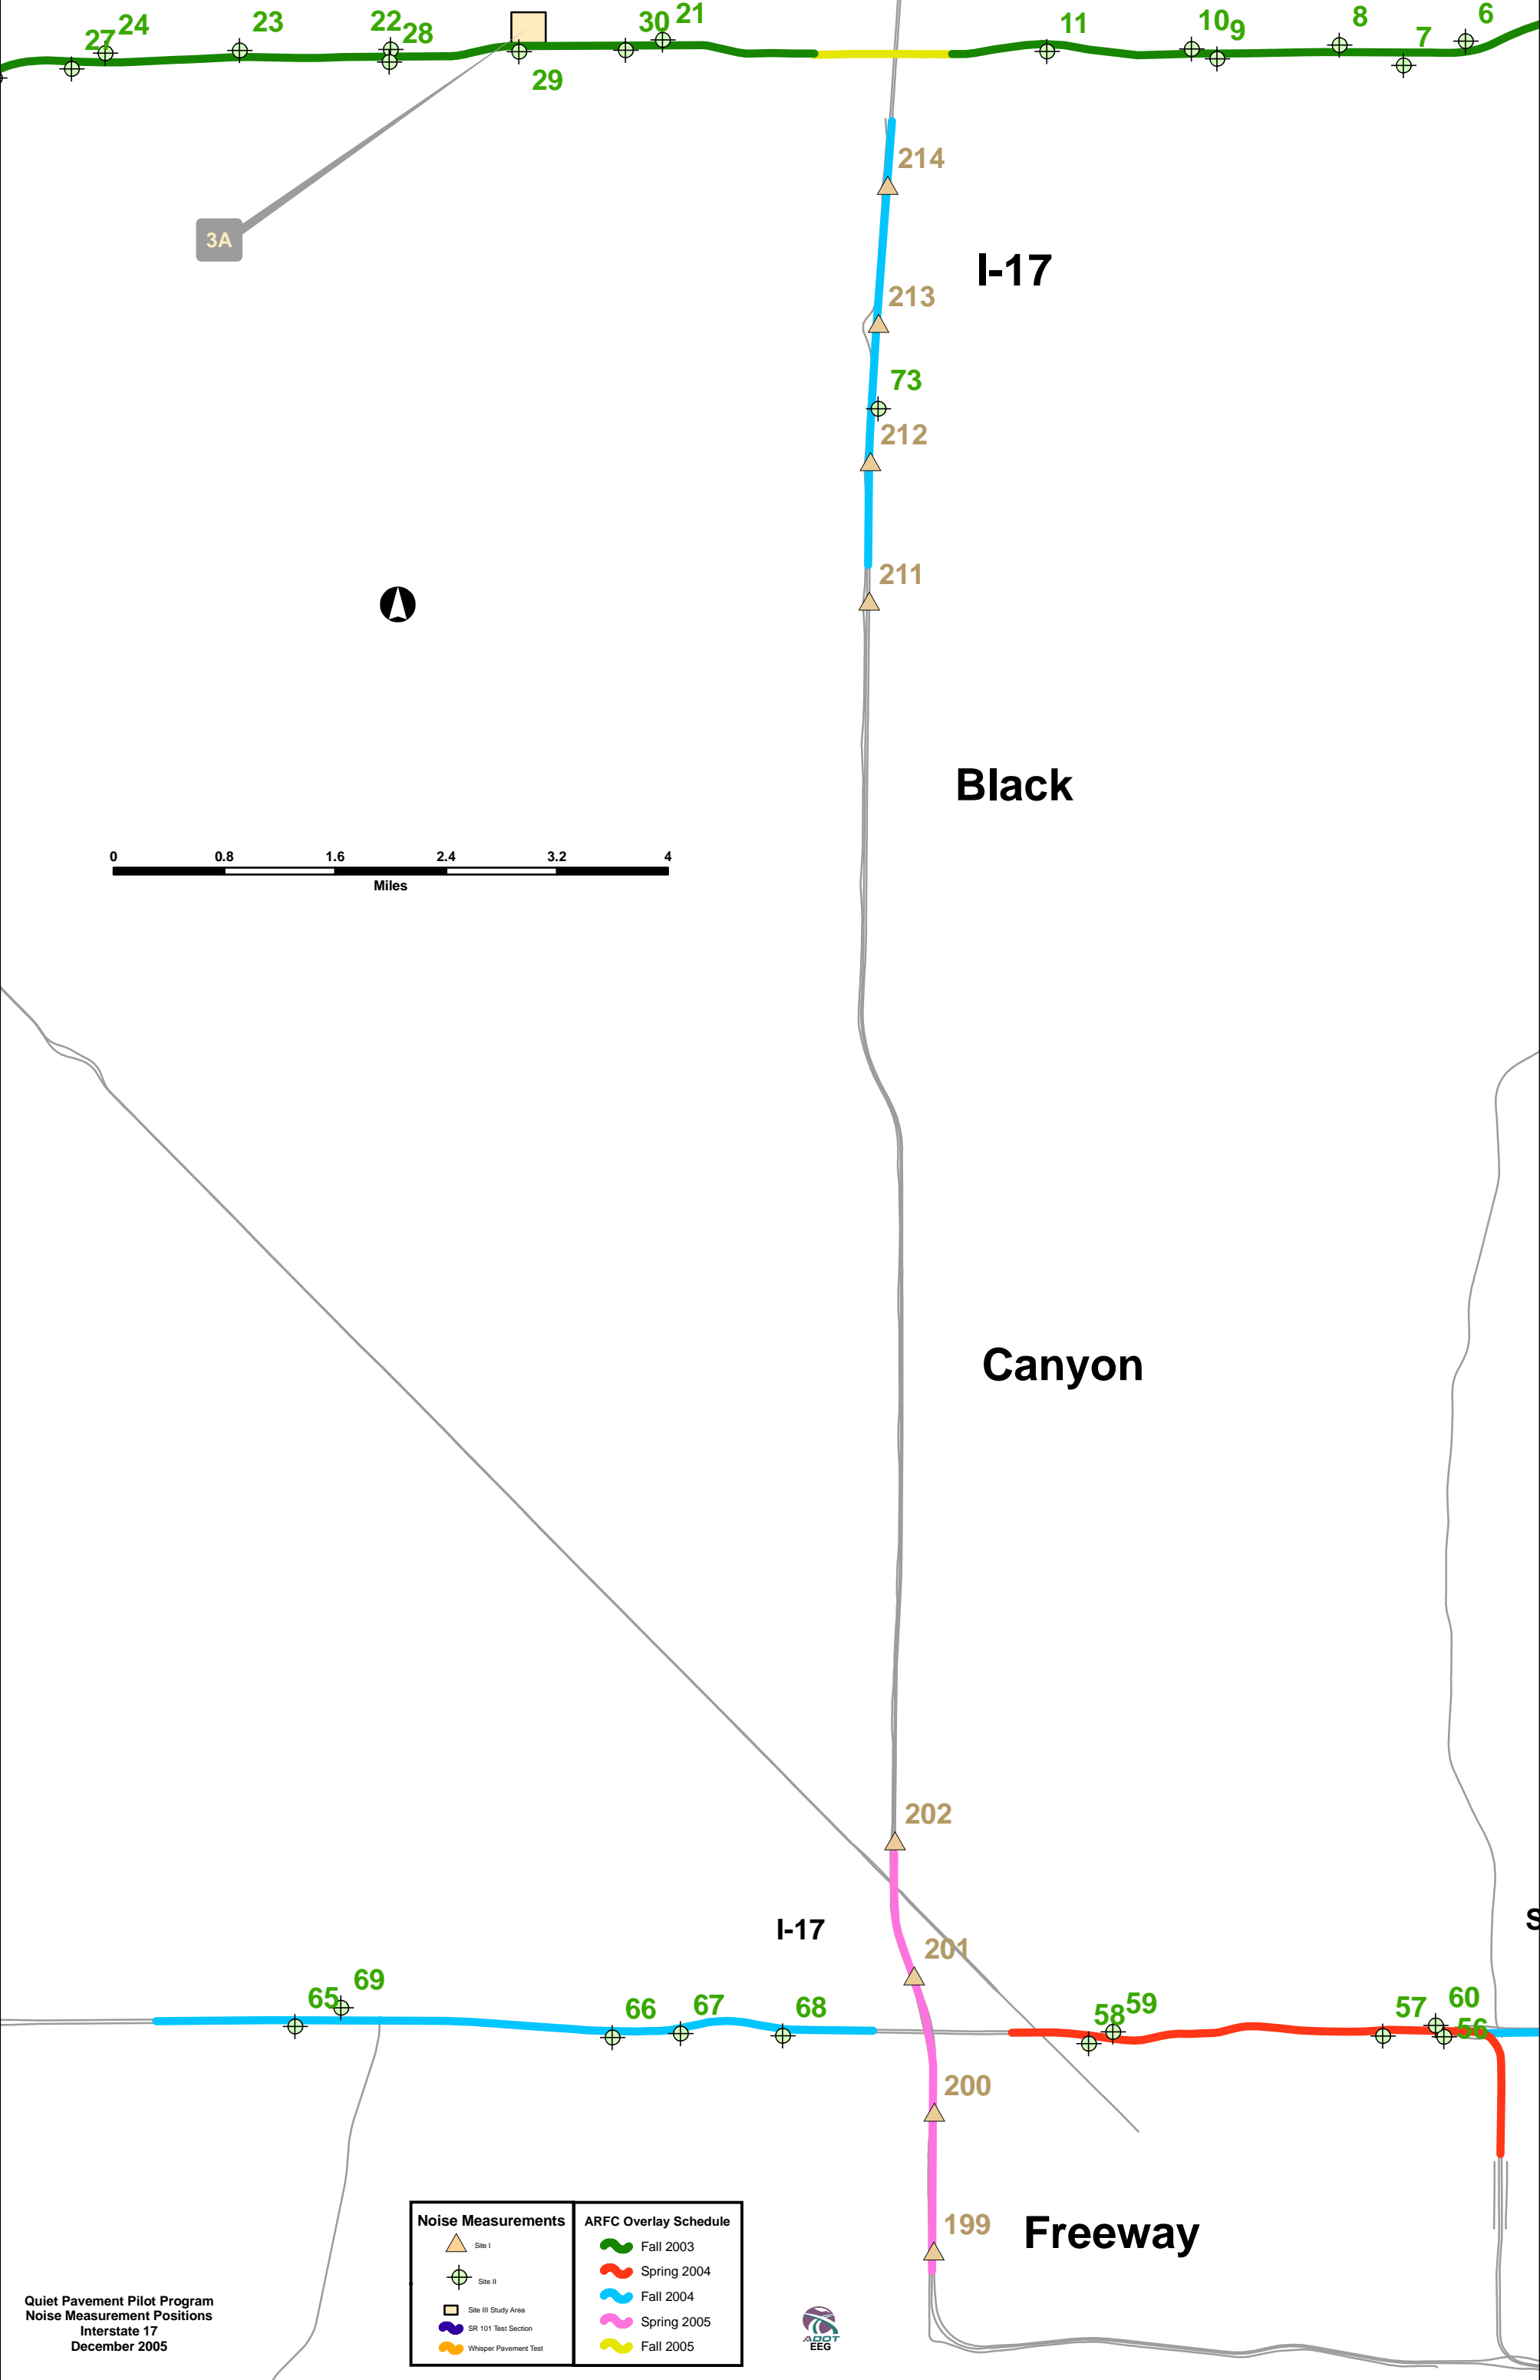 27 24 23 22 28 29 30 21 11 10 9 8 7 6
214
3A
I-17
213
73
212
211
Black
0 0.8 1.6 2.4 3.2 4
Miles
Canyon
202
I-17
S
201
65 69 66 67 68 58 59 57 60 56
200
199
Freeway
Noise Measurements
Site I
Site II
Site III Study Area
SR 101 Test Section
Whisper Pavement Test
ARFC Overlay Schedule
Fall 2003
Spring 2004
Fall 2004
Spring 2005
Fall 2005
ADOT
EEG
Quiet Pavement Pilot Program
Noise Measurement Positions
Interstate 17
December 2005